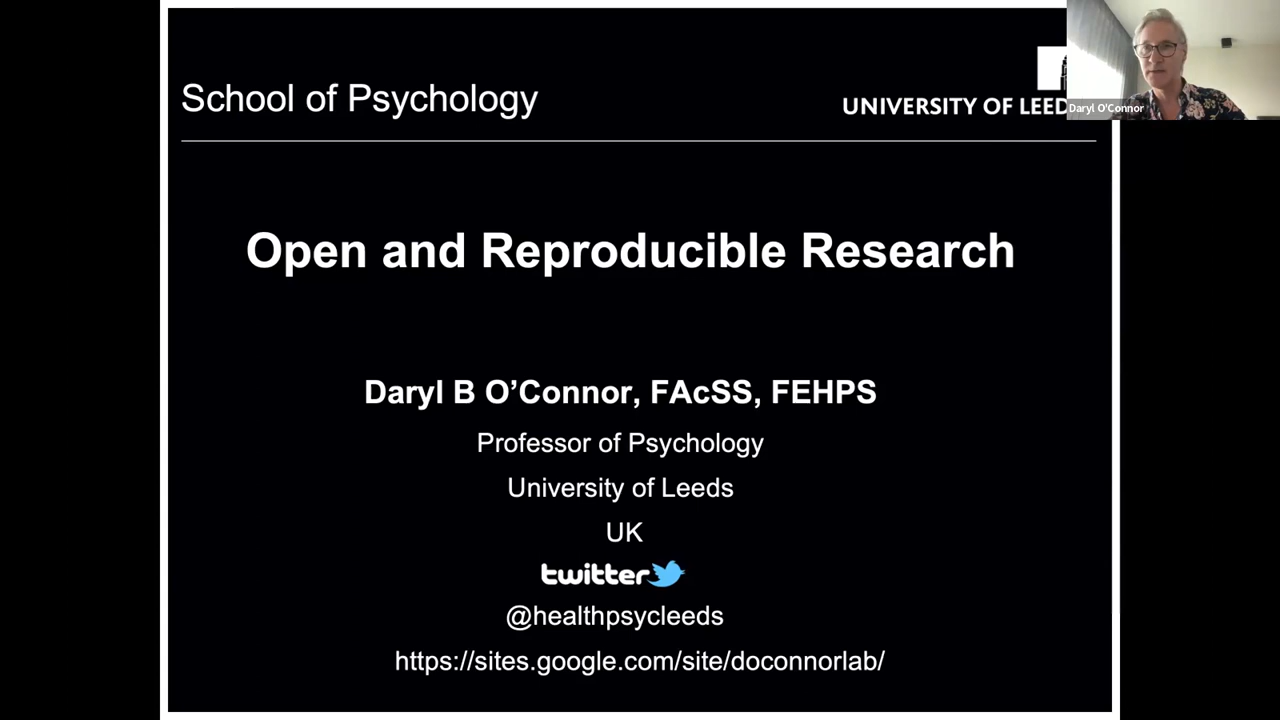 School of Psychology
UNIVERSITY OF LEE
Daryl O'Connor
Open and Reproducible Research
Daryl B O'Connor, FAcSS, FEHPS
Professor of Psychology
University of Leeds
UK
twitter
@healthpsycleeds
https://sites.google.com/site/doconnorlab/